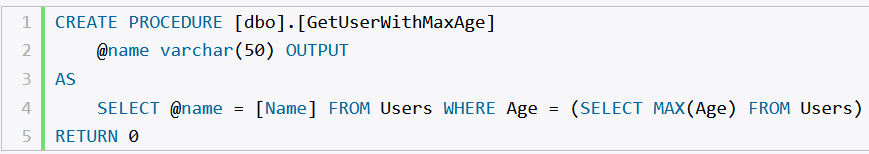 1 CREATE PROCEDURE [dbo].[GetUserWithMaxAge]
2     @name varchar(50) OUTPUT
3 AS
4     SELECT @name = [Name] FROM Users WHERE Age = (SELECT MAX(Age) FROM Users)
5 RETURN 0